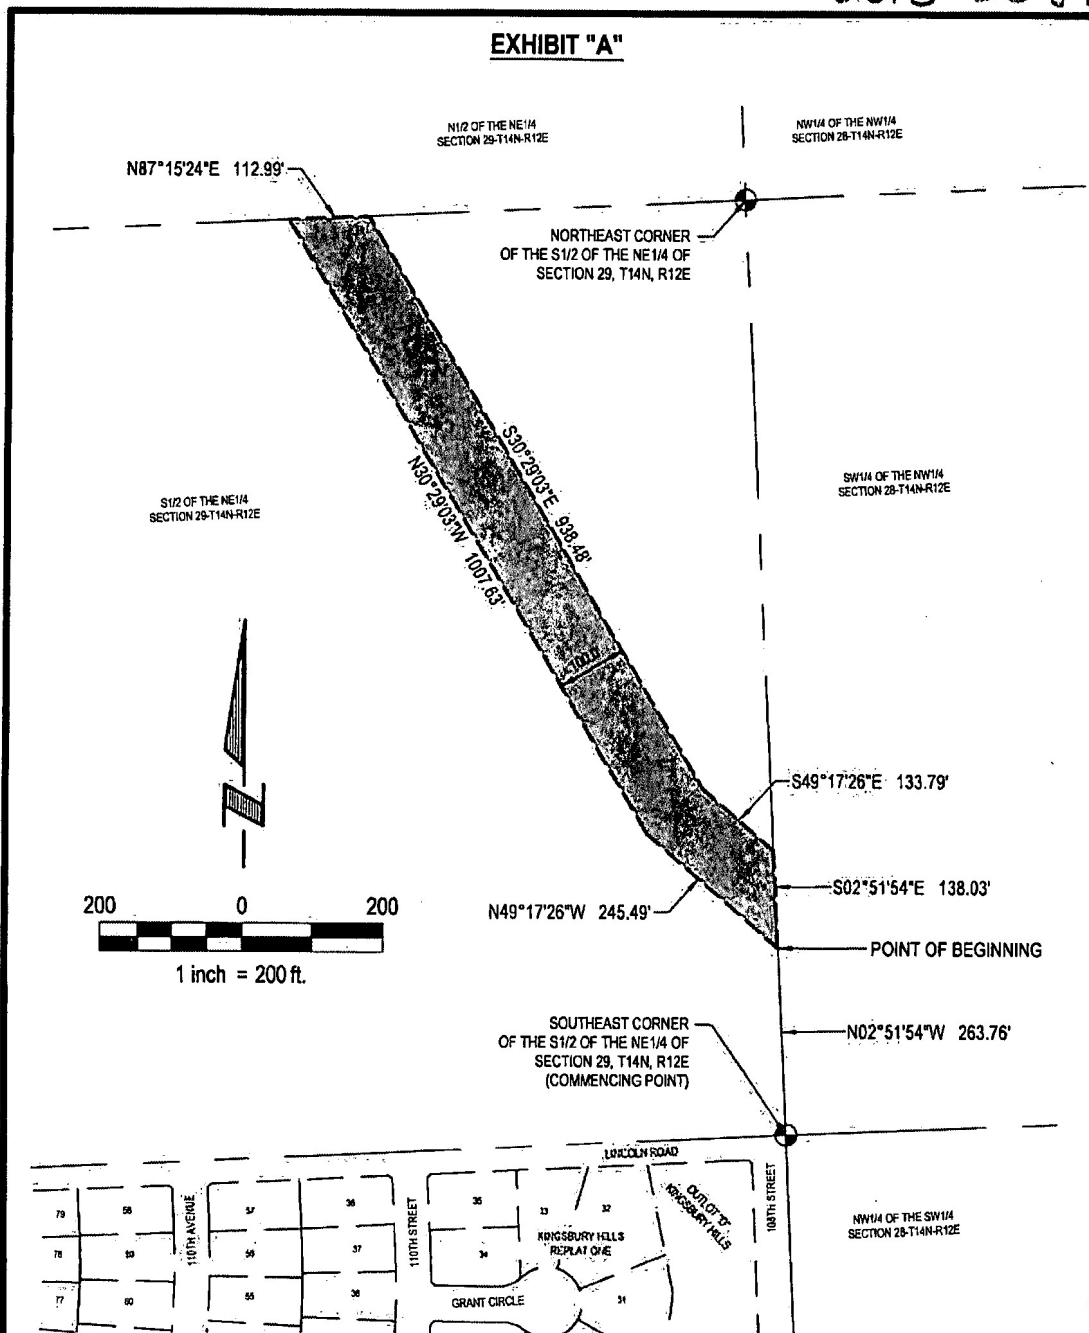 EXHIBIT "A"
N1/2 OF THE NE1/4
SECTION 29-T14N-R12E
NW1/4 OF THE NW1/4
SECTION 28-T14N-R12E
N87°15'24"E 112.99'
NORTHEAST CORNER
OF THE S1/2 OF THE NE1/4 OF
SECTION 29, T14N, R12E
S30°29'03"E 938.48'
N30°29'03"W 1007.63'
S1/2 OF THE NE1/4
SECTION 29-T14N-R12E
SW1/4 OF THE NW1/4
SECTION 28-T14N-R12E
100.0'
S49°17'26"E 133.79'
S02°51'54"E 138.03'
N49°17'26"W 245.49'
POINT OF BEGINNING
200 0 200
1 inch = 200 ft.
SOUTHEAST CORNER
OF THE S1/2 OF THE NE1/4 OF
SECTION 29, T14N, R12E
(COMMENCING POINT)
N02°51'54"W 263.76'
LINCOLN ROAD
110TH AVENUE
110TH STREET
108TH STREET
OUTLOT "D"
KINGSBURY HILLS
79
58
57
36
35
33
32
KINGSBURY HILLS
REPLAT ONE
NW1/4 OF THE SW1/4
SECTION 28-T14N-R12E
78
59
56
37
34
77
60
55
38
GRANT CIRCLE
31